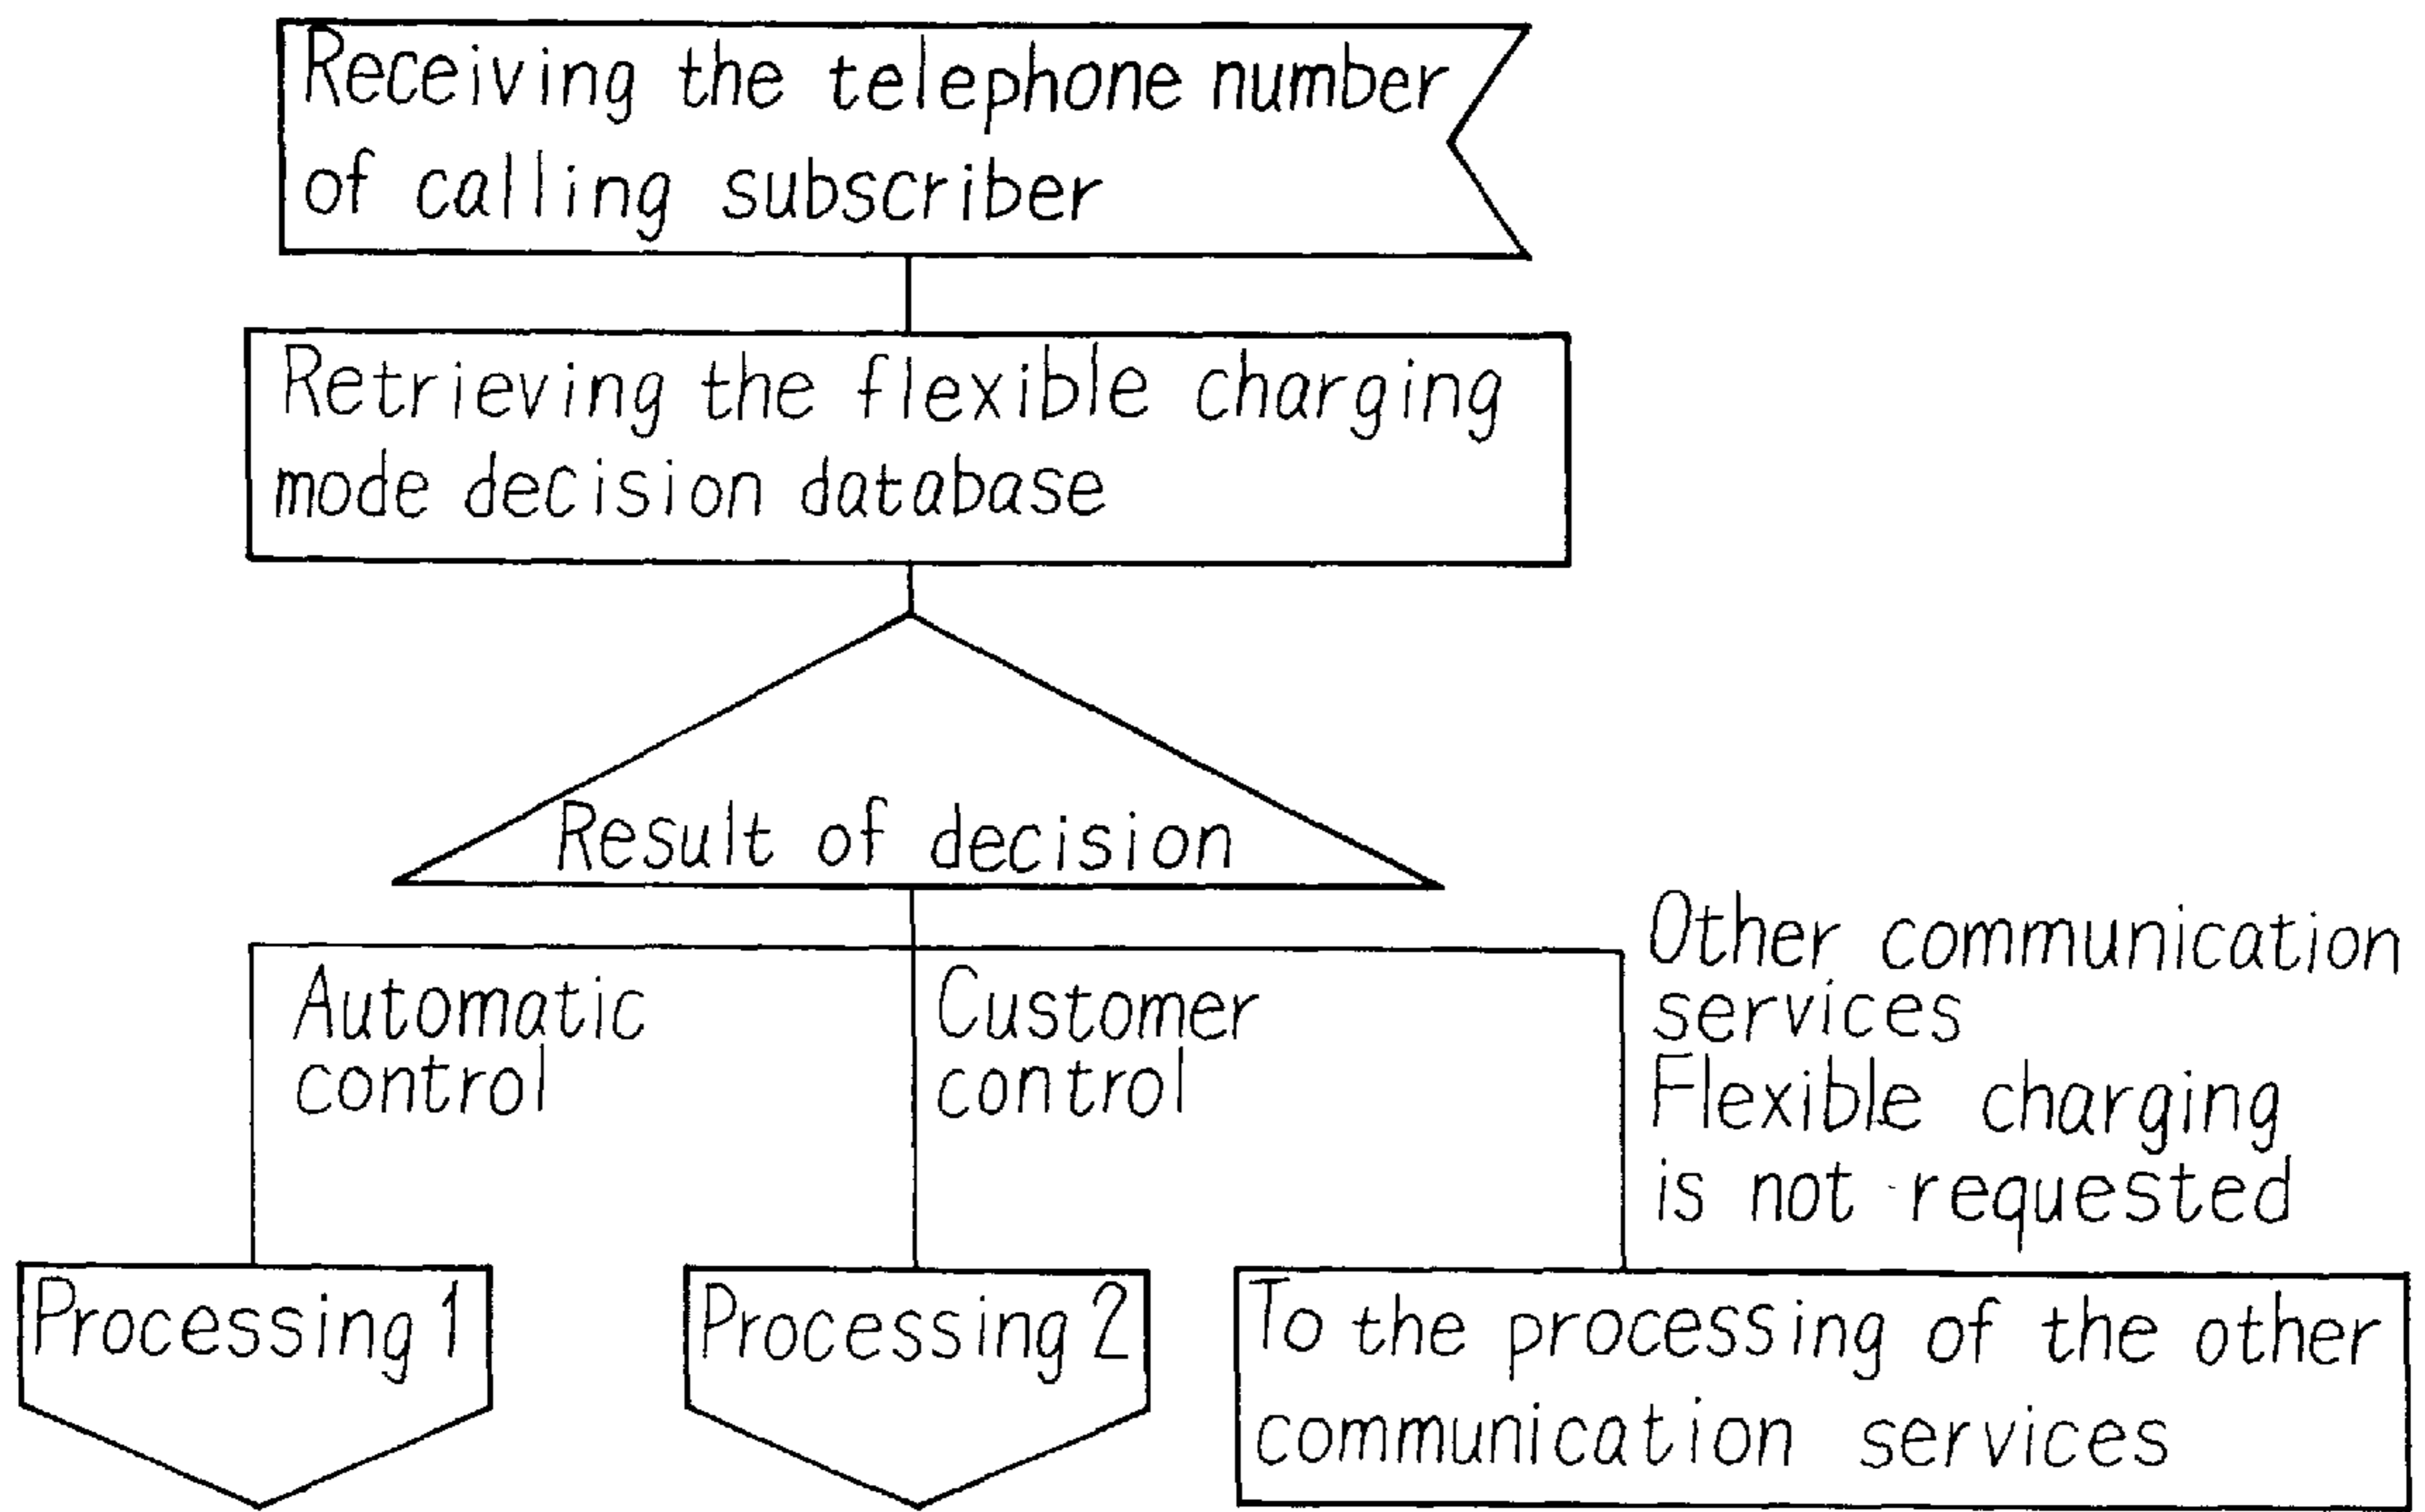 Receiving the telephone number
of calling subscriber
Retrieving the flexible charging
mode decision database
Result of decision
Automatic
control
Customer
control
Other communication
services
Flexible charging
is not requested
Processing 1
Processing 2
To the processing of the other
communication services